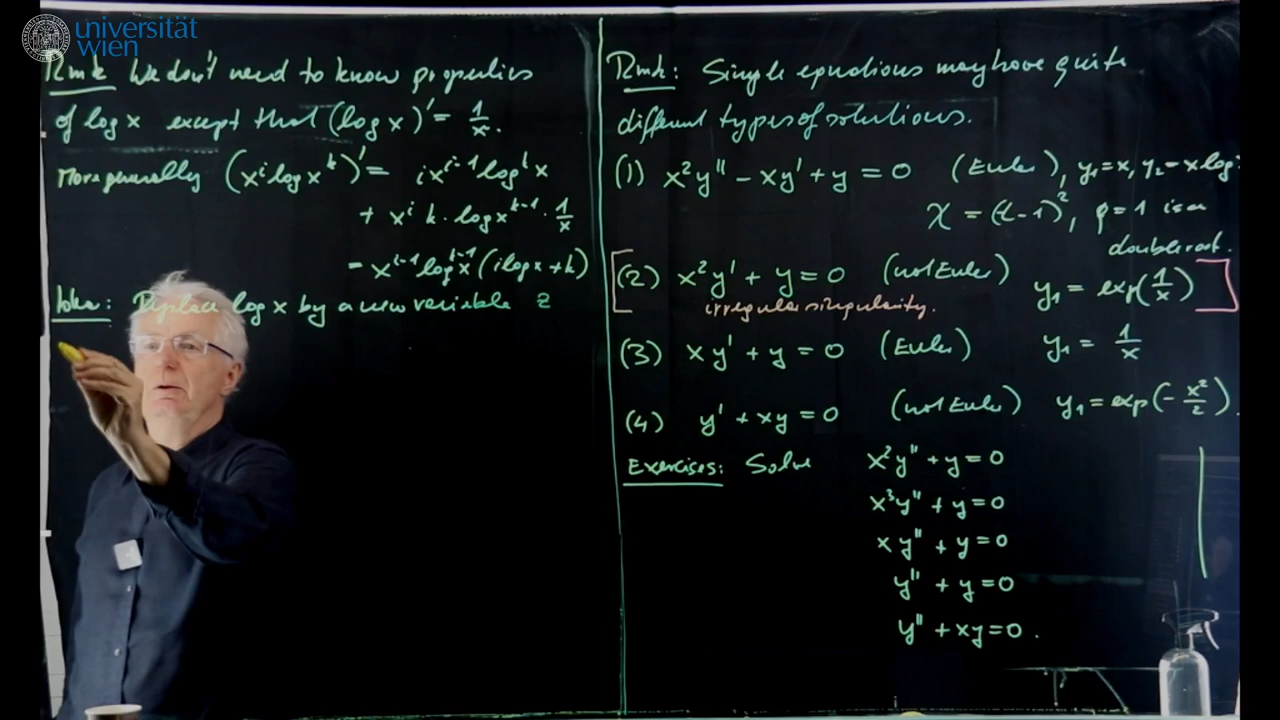 universität
wien
Rmk We don't need to know properties
of log x except that (log x)' = 1/x.
More generally (x^i log x^k)' = i x^{i-1} log^k x
+ x^i k · log x^{k-1} · 1/x
= x^{i-1} log^{k-1} x (i log x + k)
Idea: Replace log x by a new variable z
Rmk: Simple equations may have quite
different types of solutions.
(1) x²y'' - xy' + y = 0 (Euler), y₁ = x, y₂ = x log
χ = (t-1)², ρ = 1 is a
double root.
(2) x²y' + y = 0 (not Euler) y₁ = exp(1/x)
irregular singularity.
(3) xy' + y = 0 (Euler) y₁ = 1/x
(4) y' + xy = 0 (not Euler) y₁ = exp(-x²/2).
Exercises: Solve x²y'' + y = 0
x³y'' + y = 0
xy'' + y = 0
y'' + y = 0
y'' + xy = 0.